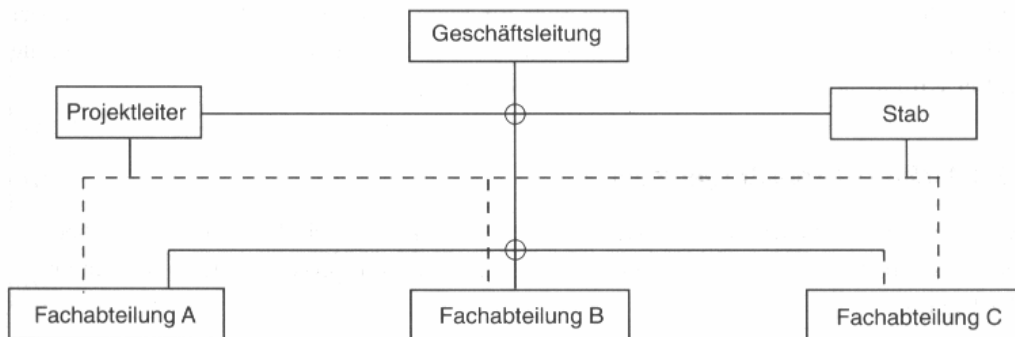 Geschäftsleitung
Projektleiter
Stab
Fachabteilung A
Fachabteilung B
Fachabteilung C